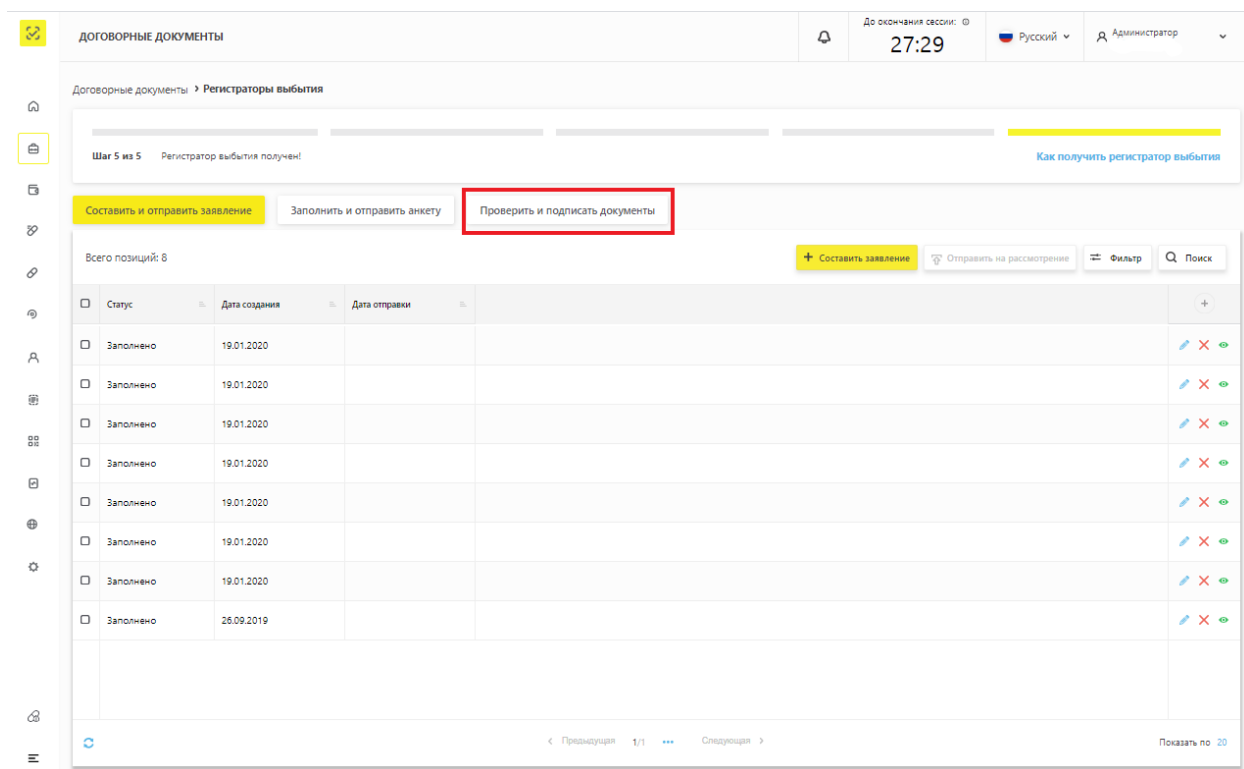 До окончания сессии:
ДОГОВОРНЫЕ ДОКУМЕНТЫ
27:29
Русский
Администратор
Договорные документы > Регистраторы выбытия
Шаг 5 из 5 Регистратор выбытия получен!
Как получить регистратор выбытия
Составить и отправить заявление
Заполнить и отправить анкету
Проверить и подписать документы
Всего позиций: 8
+ Составить заявление
Отправить на рассмотрение
Фильтр
Поиск
Статус Дата создания Дата отправки
Заполнено 19.01.2020
Заполнено 19.01.2020
Заполнено 19.01.2020
Заполнено 19.01.2020
Заполнено 19.01.2020
Заполнено 19.01.2020
Заполнено 19.01.2020
Заполнено 26.09.2019
< Предыдущая 1/1 ••• Следующая >
Показать по 20